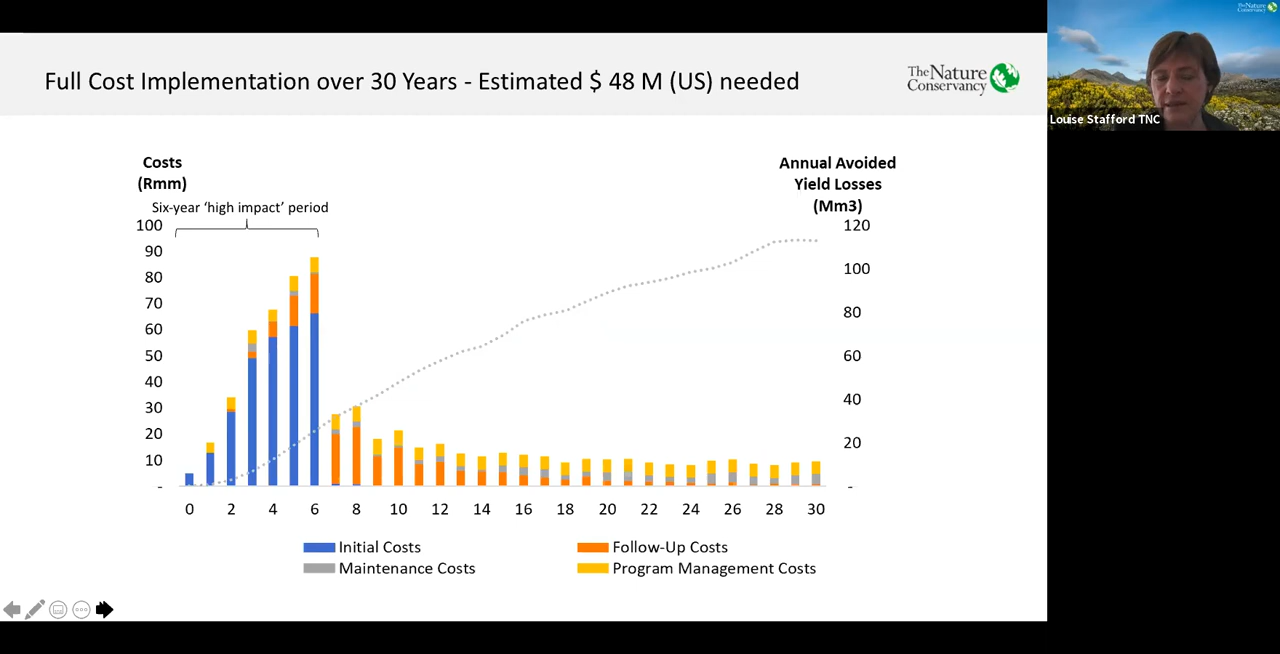 Full Cost Implementation over 30 Years - Estimated $ 48 M (US) needed
The Nature
Conservancy
The Nature
Conservancy
Louise Stafford TNC
Costs
(Rmm)
Annual Avoided
Yield Losses
(Mm3)
Six-year ‘high impact’ period
100
90
80
70
60
50
40
30
20
10
-
120
100
80
60
40
20
-
0 2 4 6 8 10 12 14 16 18 20 22 24 26 28 30
Initial Costs
Follow-Up Costs
Maintenance Costs
Program Management Costs